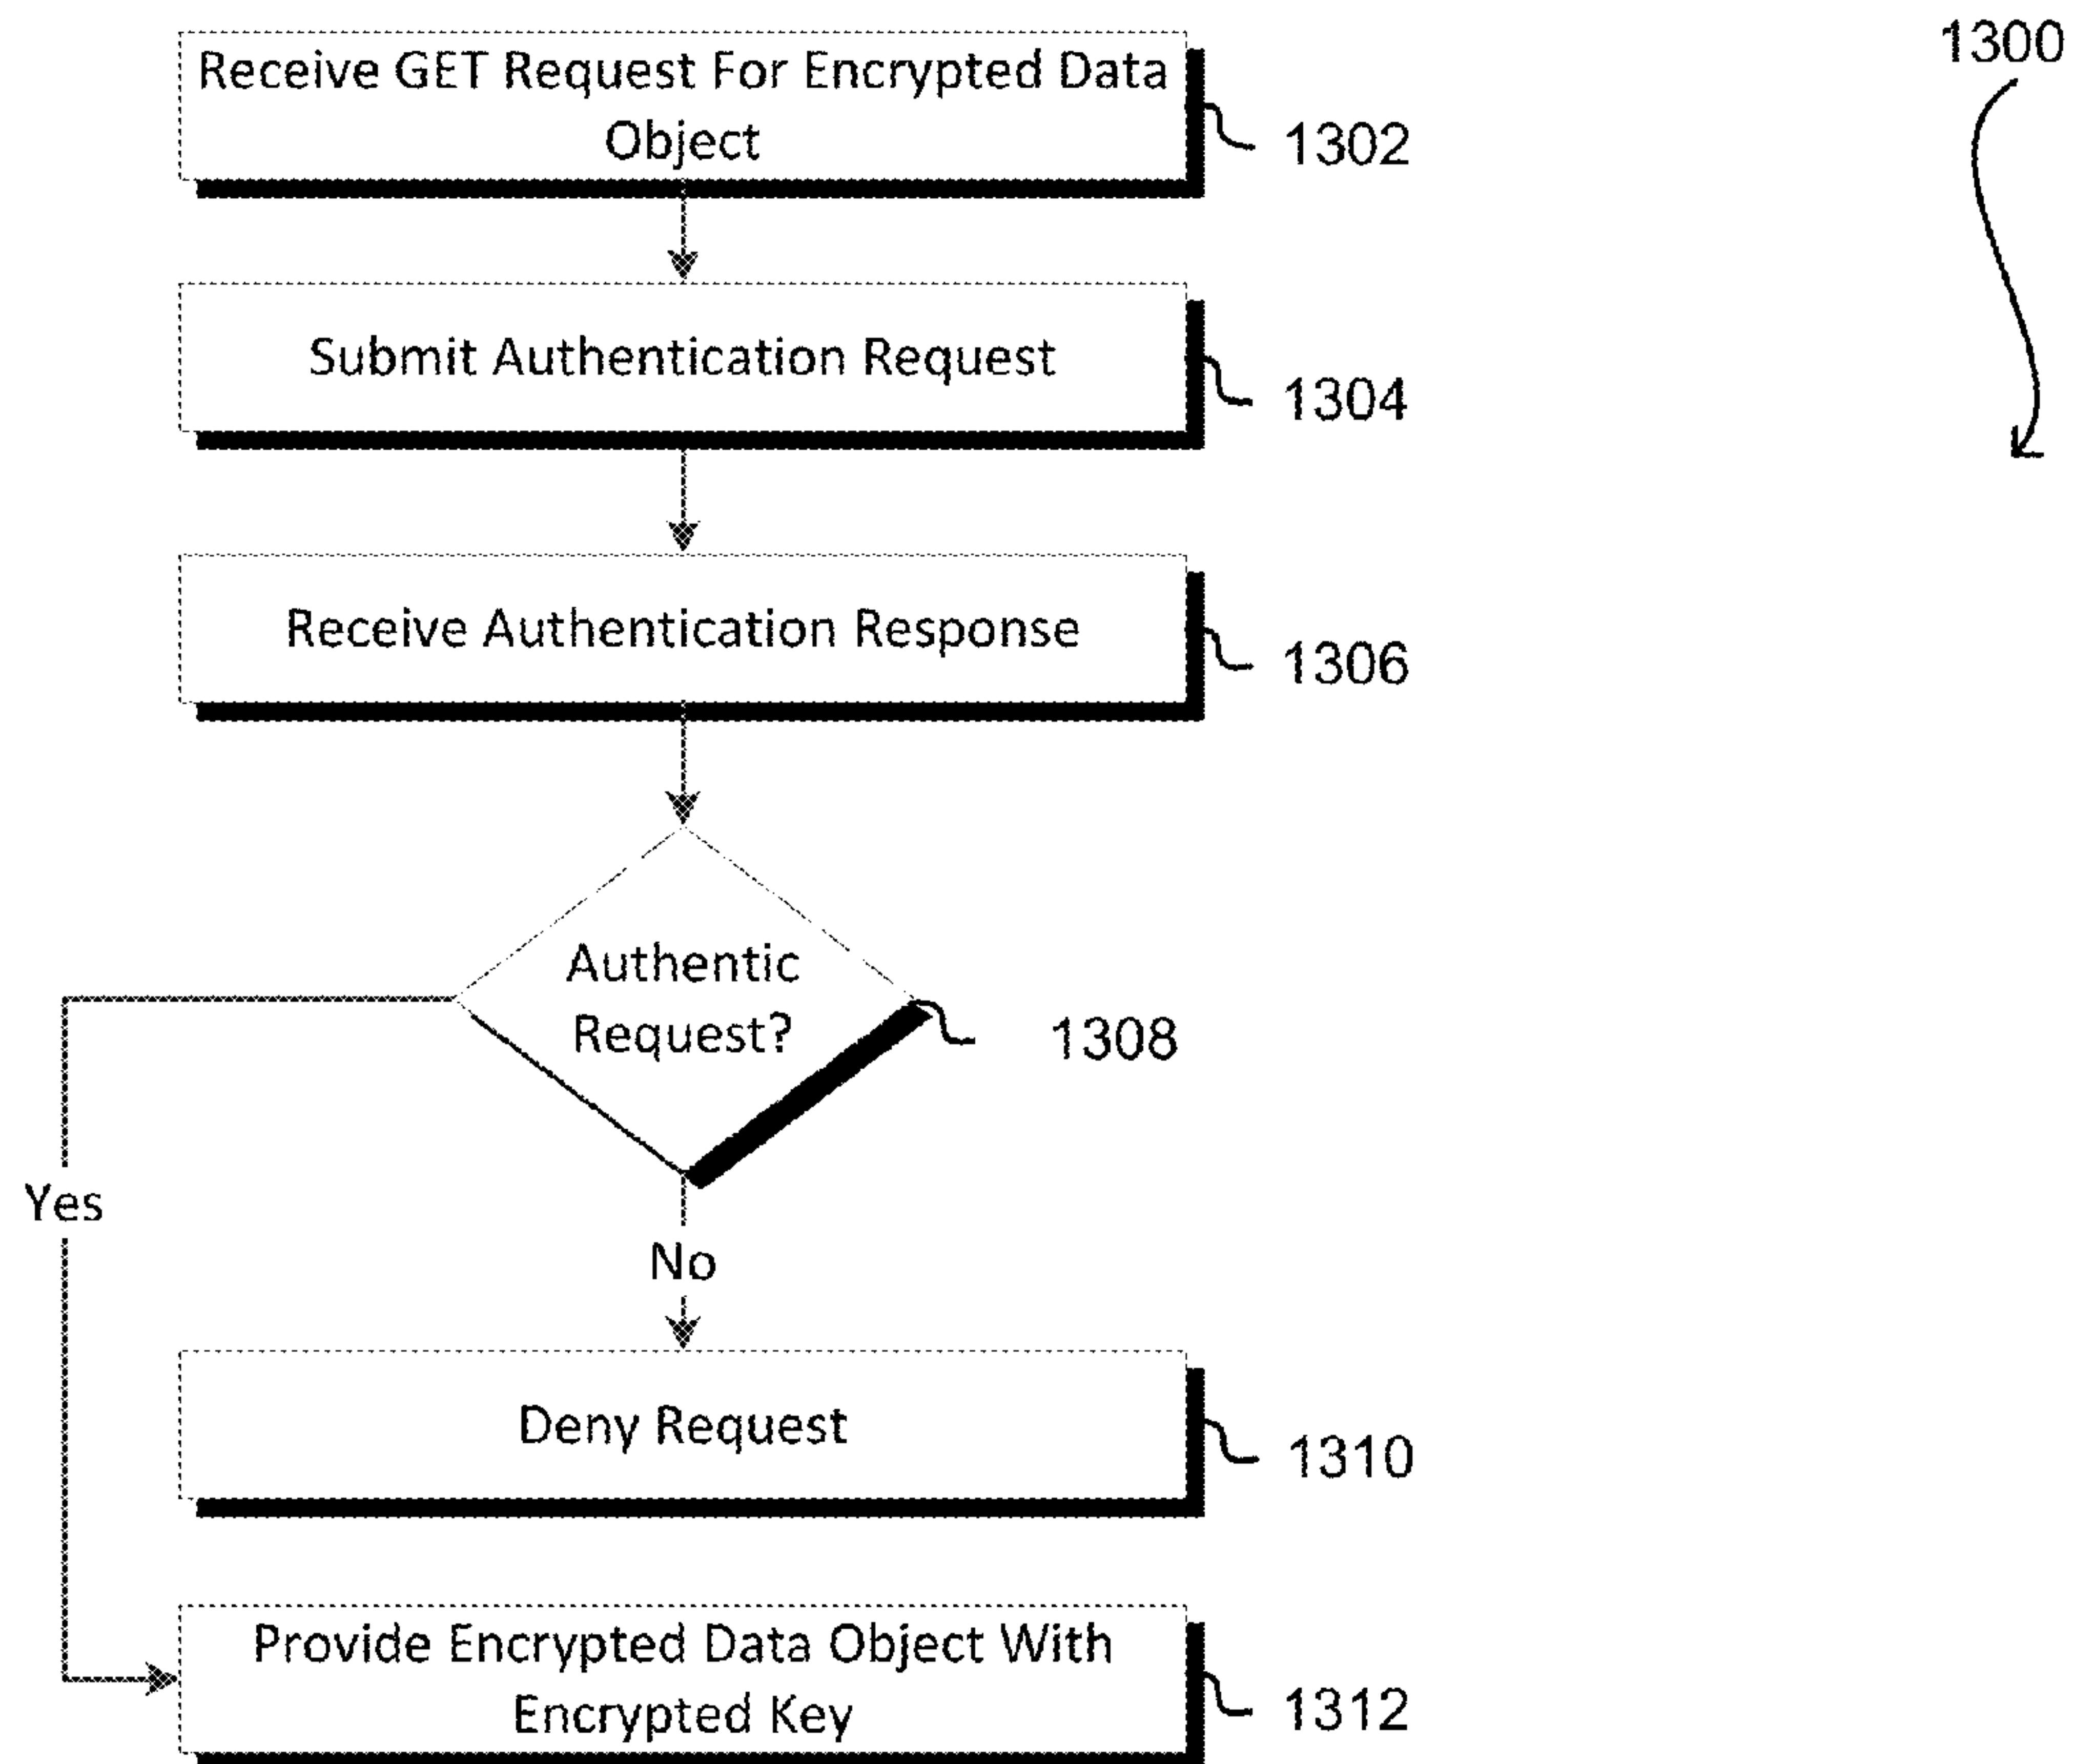 1300
Receive GET Request For Encrypted Data
Object
1302
Submit Authentication Request
1304
Receive Authentication Response
1306
Authentic
Request?
1308
Yes
No
Deny Request
1310
Provide Encrypted Data Object With
Encrypted Key
1312